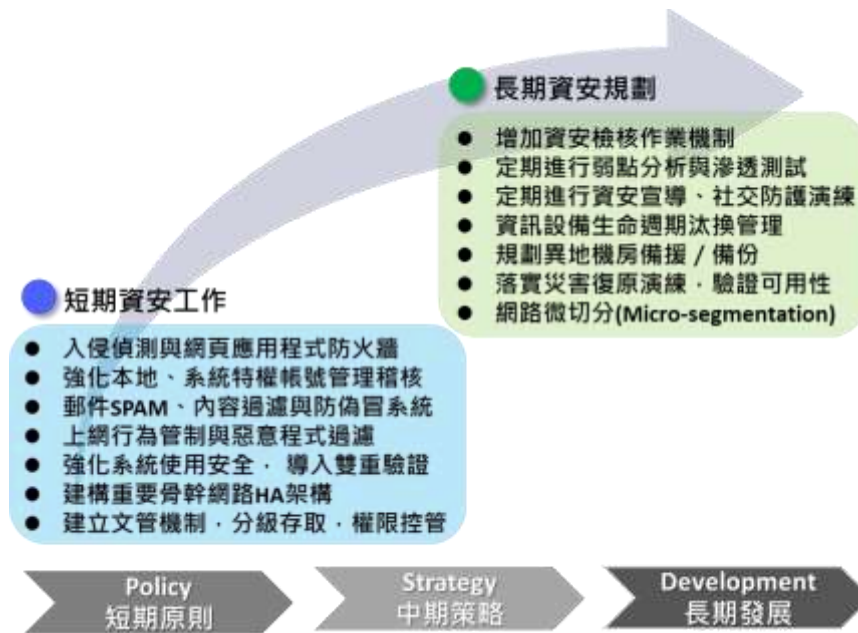 長期資安規劃
● 增加資安檢核作業機制
● 定期進行弱點分析與滲透測試
● 定期進行資安宣導、社交防護演練
● 資訊設備生命週期汰換管理
● 規劃異地機房備援 / 備份
● 落實災害復原演練，驗證可用性
● 網路微切分(Micro-segmentation)
短期資安工作
● 入侵偵測與網頁應用程式防火牆
● 強化本地、系統特權帳號管理稽核
● 郵件SPAM、內容過濾與防偽冒系統
● 上網行為管制與惡意程式過濾
● 強化系統使用安全， 導入雙重驗證
● 建構重要骨幹網路HA架構
● 建立文管機制，分級存取，權限控管
Policy
短期原則
Strategy
中期策略
Development
長期發展